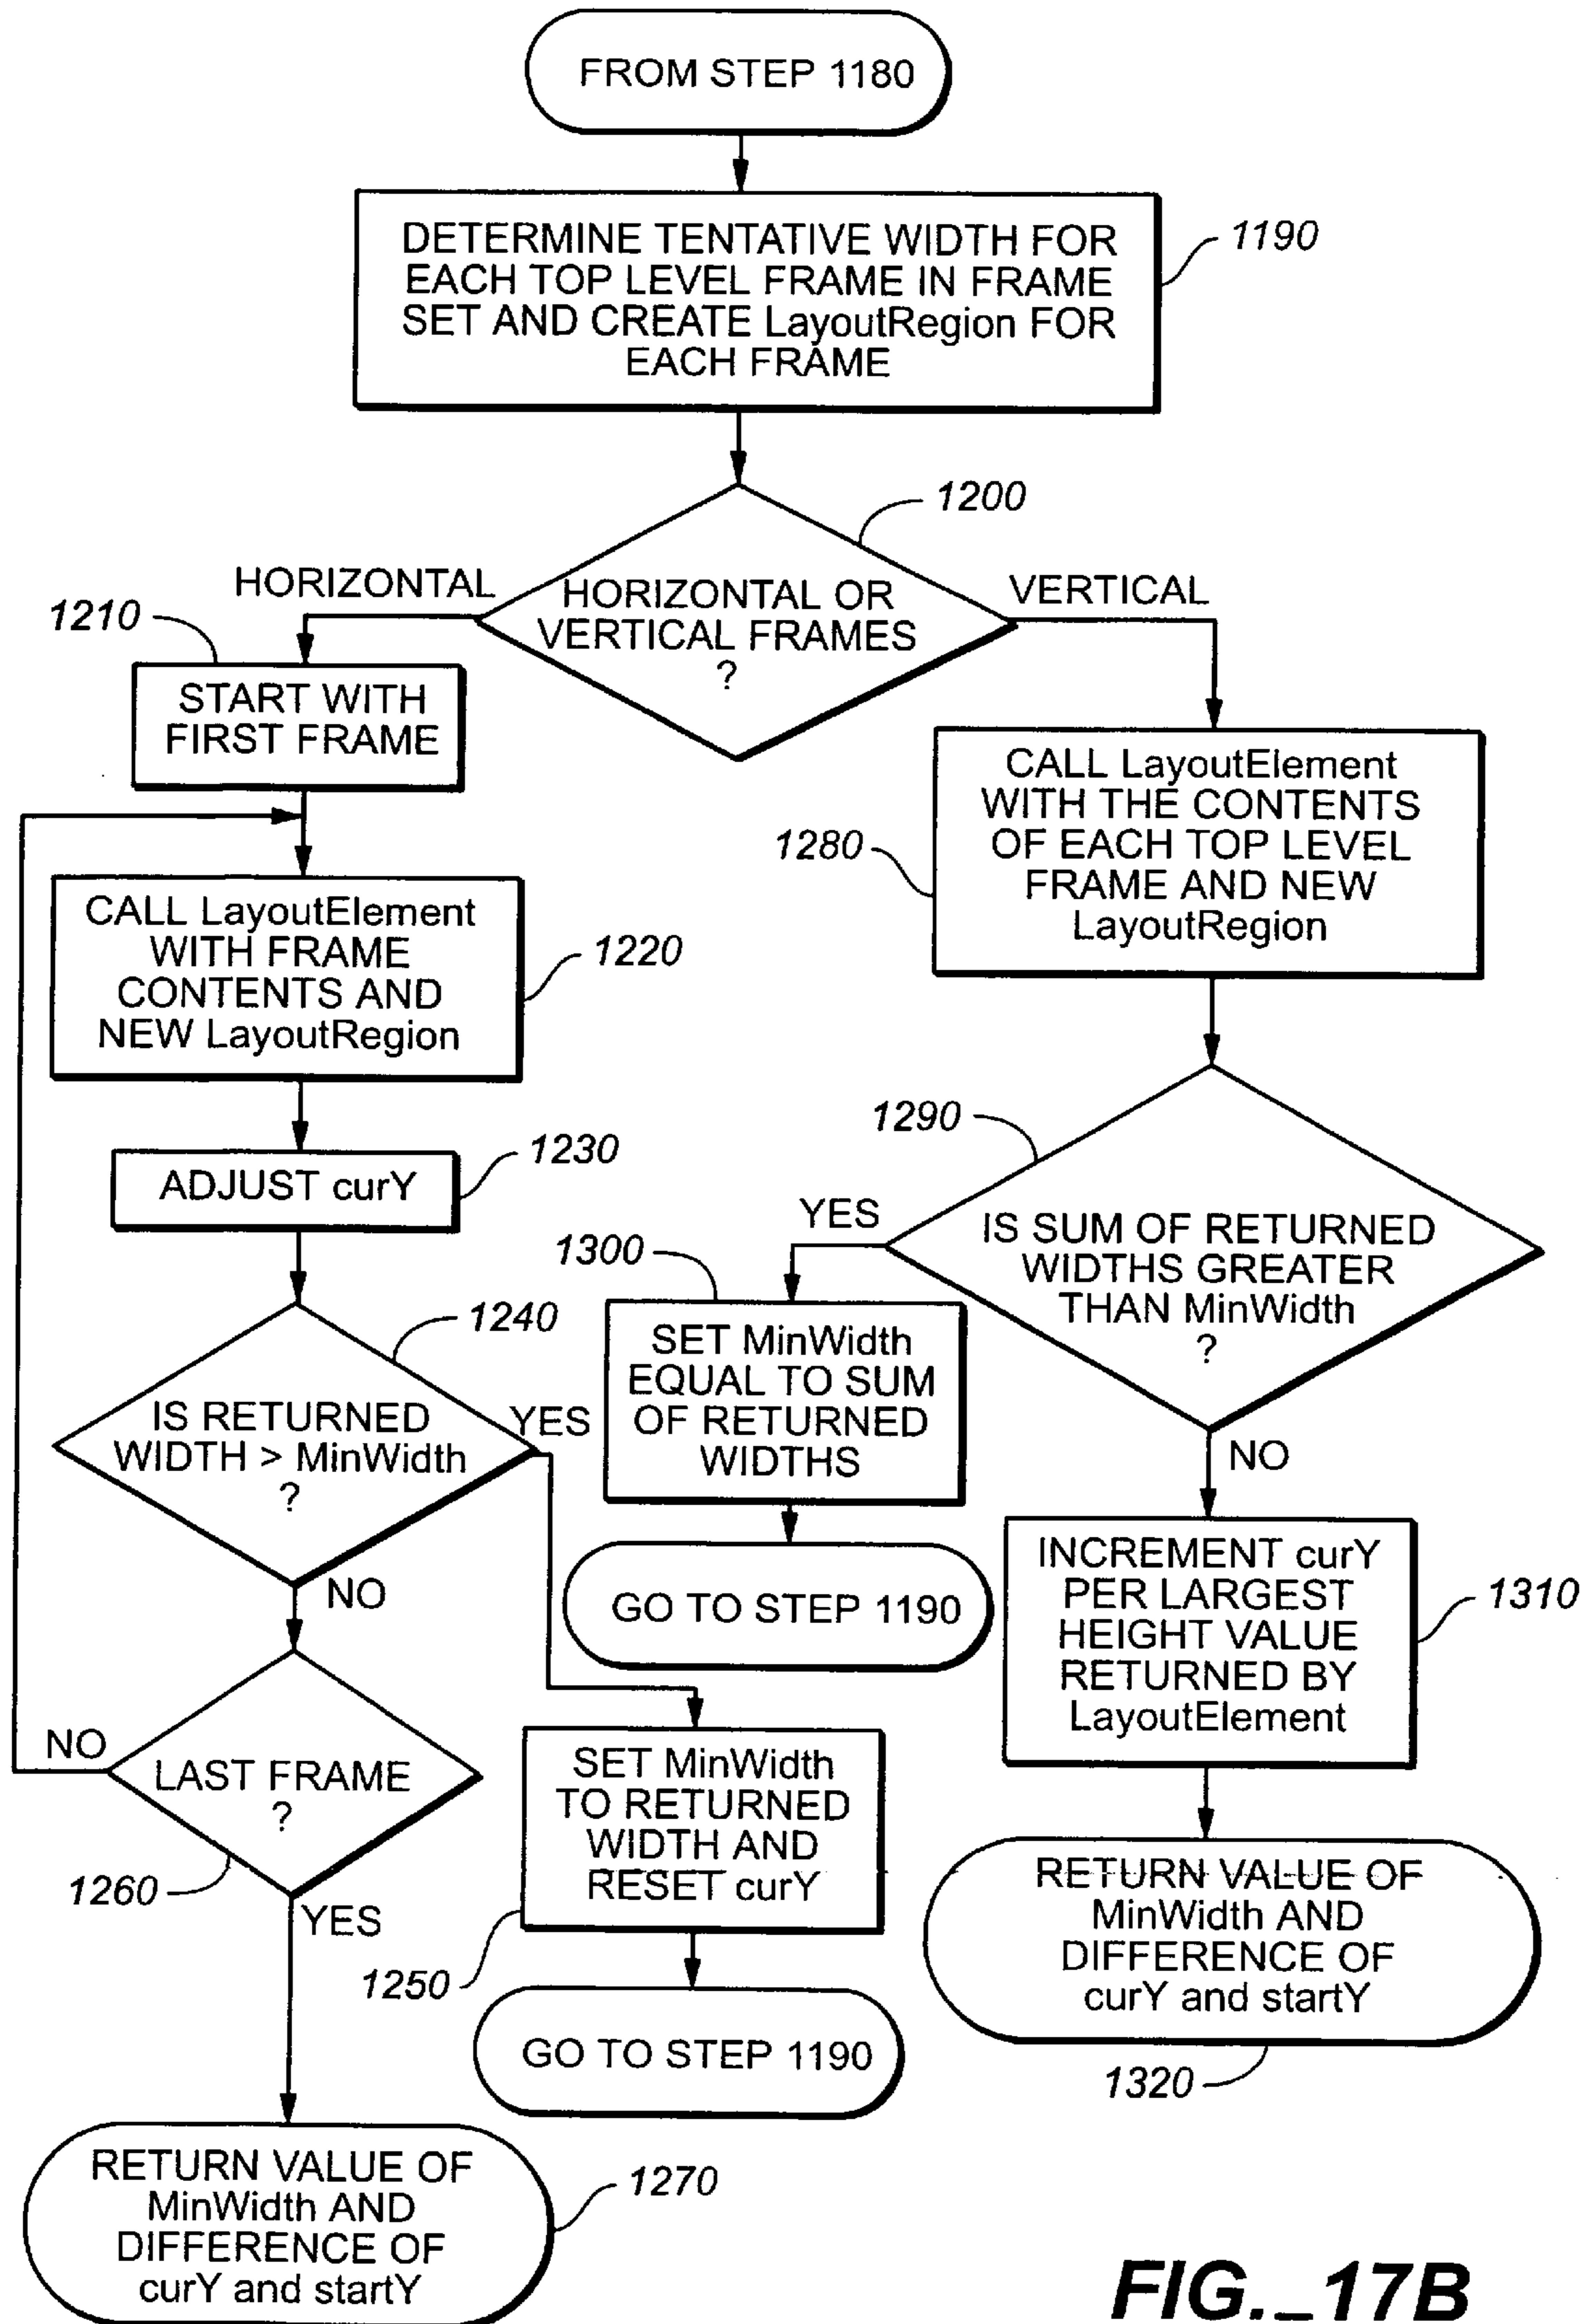 FROM STEP 1180
DETERMINE TENTATIVE WIDTH FOR
EACH TOP LEVEL FRAME IN FRAME
SET AND CREATE LayoutRegion FOR
EACH FRAME
1190
1200
HORIZONTAL
HORIZONTAL OR
VERTICAL FRAMES
?
VERTICAL
1210
START WITH
FIRST FRAME
CALL LayoutElement
WITH FRAME
CONTENTS AND
NEW LayoutRegion
1220
ADJUST curY
1230
1240
IS RETURNED
WIDTH > MinWidth
?
YES
NO
LAST FRAME
?
NO
1260
YES
SET MinWidth
TO RETURNED
WIDTH AND
RESET curY
1250
GO TO STEP 1190
RETURN VALUE OF
MinWidth AND
DIFFERENCE OF
curY and startY
1270
CALL LayoutElement
WITH THE CONTENTS
OF EACH TOP LEVEL
FRAME AND NEW
LayoutRegion
1280
1290
IS SUM OF RETURNED
WIDTHS GREATER
THAN MinWidth
?
YES
1300
SET MinWidth
EQUAL TO SUM
OF RETURNED
WIDTHS
GO TO STEP 1190
NO
INCREMENT curY
PER LARGEST
HEIGHT VALUE
RETURNED BY
LayoutElement
1310
RETURN VALUE OF
MinWidth AND
DIFFERENCE OF
curY and startY
1320
FIG._17B